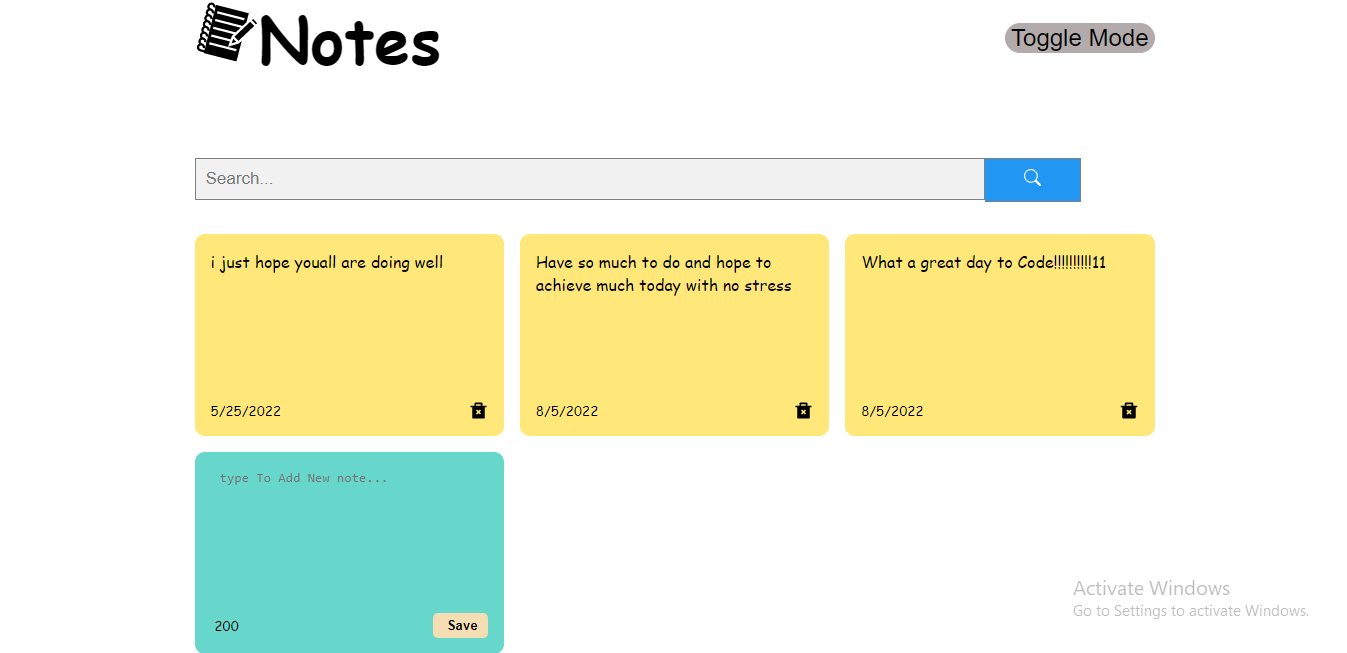 Notes
Toggle Mode
Search...
i just hope youall are doing well
Have so much to do and hope to
achieve much today with no stress
What a great day to Code!!!!!!!!!!11
5/25/2022
8/5/2022
8/5/2022
type To Add New note...
200
Save
Activate Windows
Go to Settings to activate Windows.